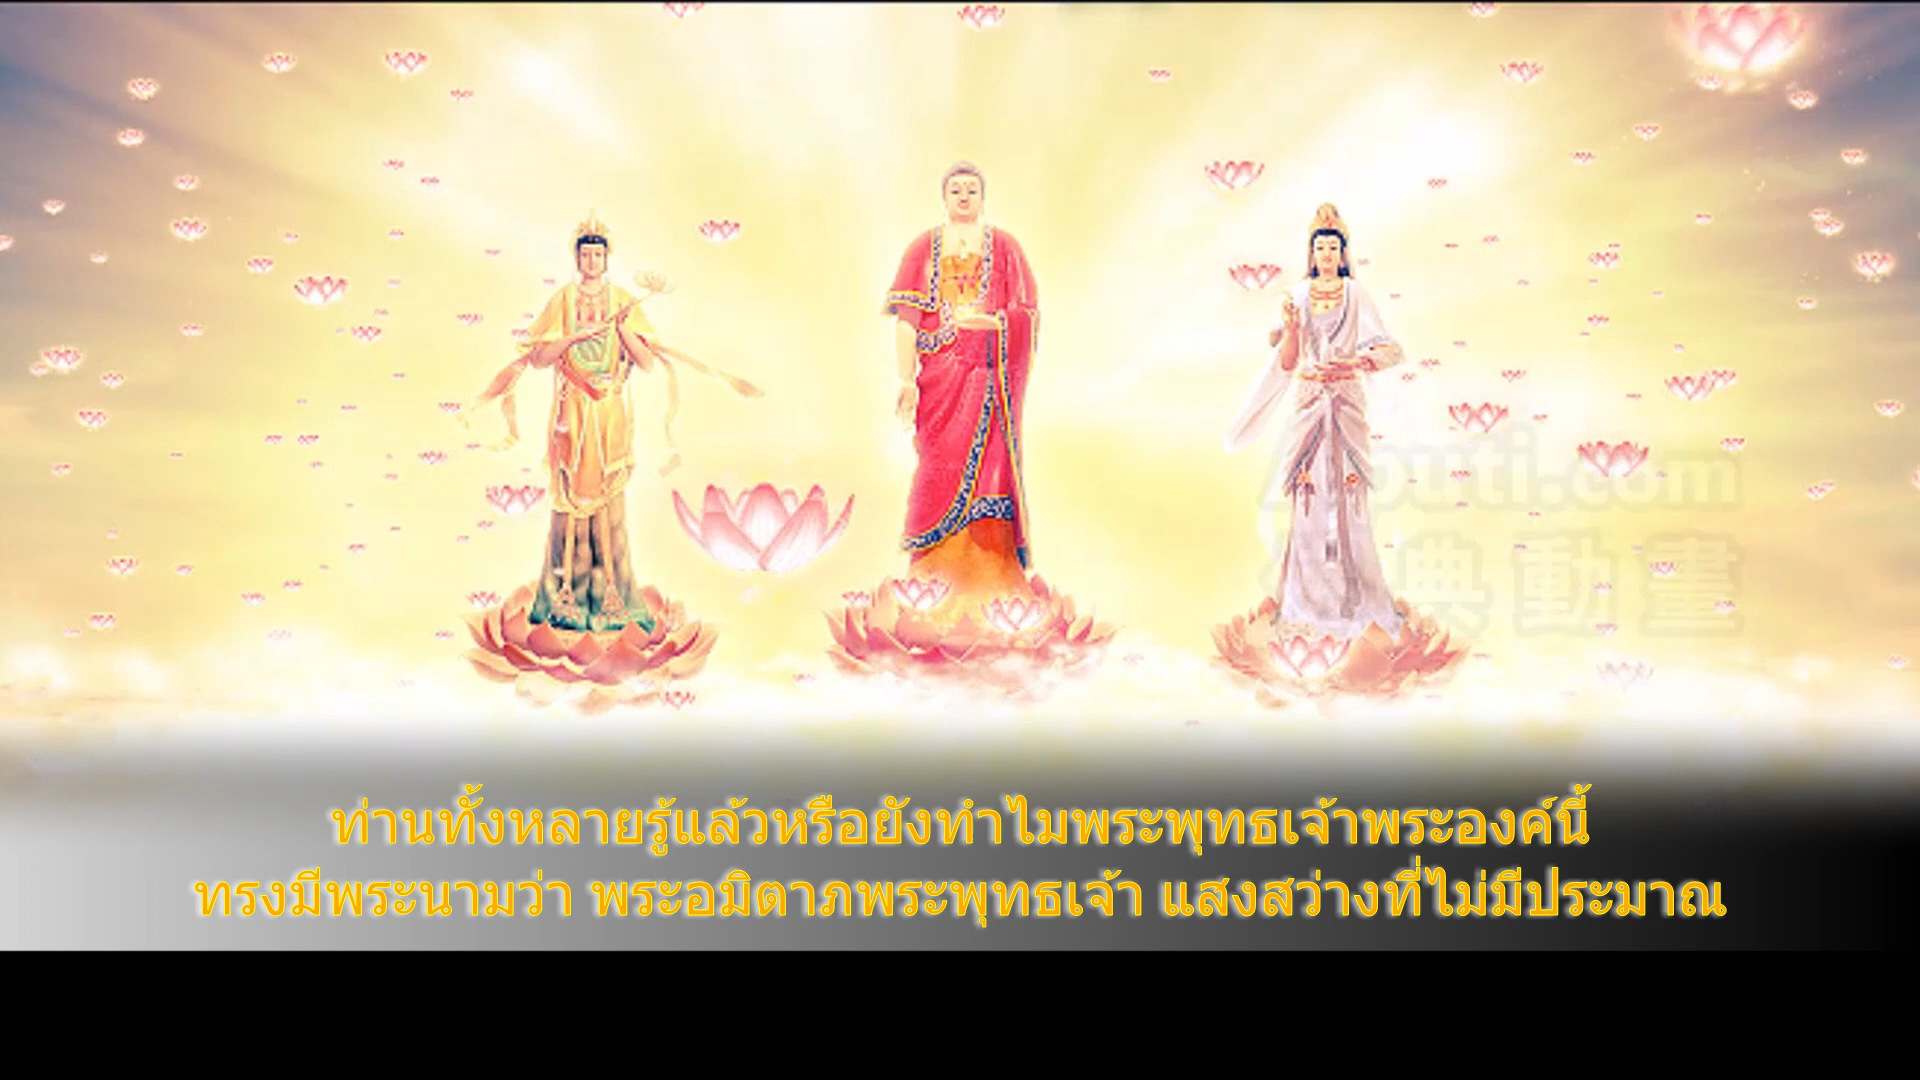 .com
典動畫
ท่านทั้งหลายรู้แล้วหรือยังทำไมพระพุทธเจ้าพระองค์นี้
ทรงมีพระนามว่า พระอมิตาภพระพุทธเจ้า แสงสว่างที่ไม่มีประมาณ